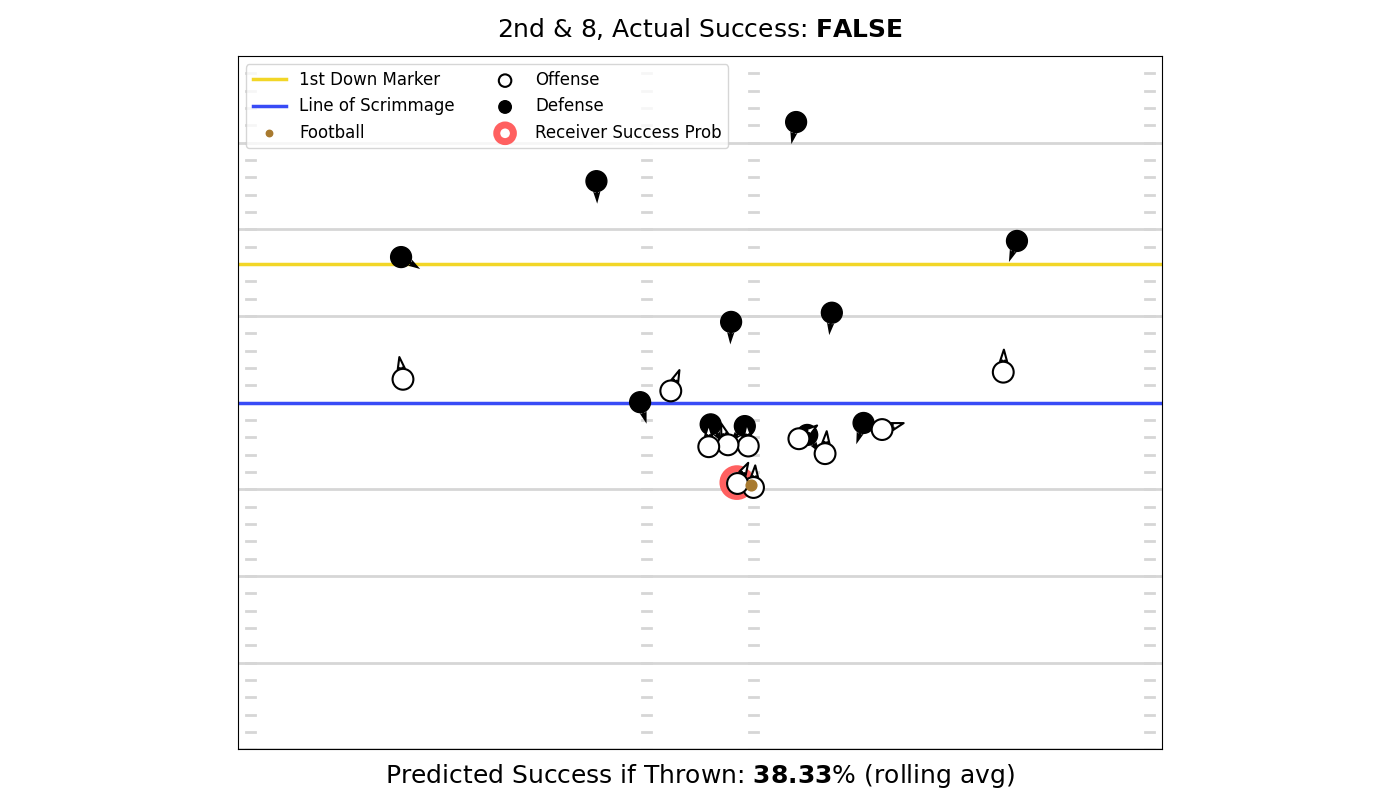 2nd & 8, Actual Success: FALSE
1st Down Marker
Line of Scrimmage
Football
Offense
Defense
Receiver Success Prob
Predicted Success if Thrown: 38.33% (rolling avg)